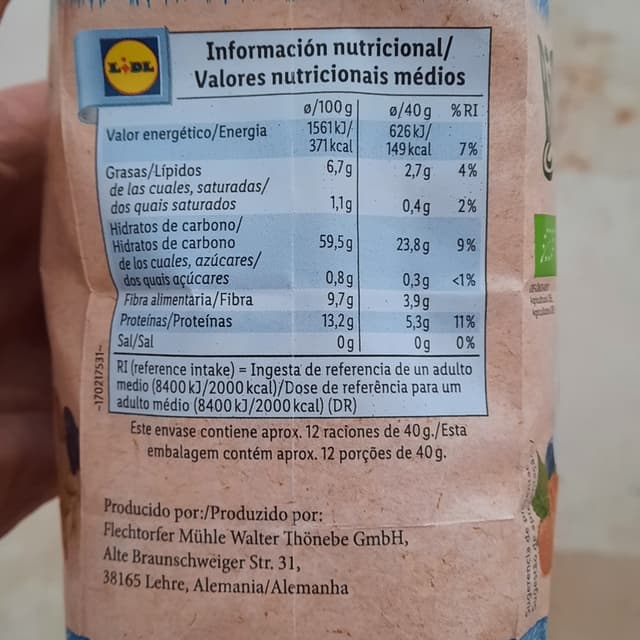 LIDL
Información nutricional/
Valores nutricionais médios
ø/100g ø/40g %RI
Valor energético/Energia 1561kJ/ 626kJ/
371kcal 149kcal 7%
Grasas/Lípidos 6,7g 2,7g 4%
de las cuales, saturadas/
dos quais saturados 1,1g 0,4g 2%
Hidratos de carbono/
Hidratos de carbono 59,5g 23,8g 9%
de los cuales, azúcares/
dos quais açúcares 0,8g 0,3g <1%
Fibra alimentaria/Fibra 9,7g 3,9g
Proteínas/Proteínas 13,2g 5,3g 11%
Sal/Sal 0g 0g 0%
RI (reference intake) = Ingesta de referencia de un adulto
medio (8400kJ/2000kcal)/Dose de referência para um
adulto médio (8400kJ/2000kcal) (DR)
-170217531-
Este envase contiene aprox. 12 raciones de 40g./Esta
embalagem contém aprox. 12 porções de 40g.
Producido por:/Produzido por:
Flechtorfer Mühle Walter Thönebe GmbH,
Alte Braunschweiger Str. 31,
38165 Lehre, Alemania/Alemanha
Sugerencia de
Sugestão de